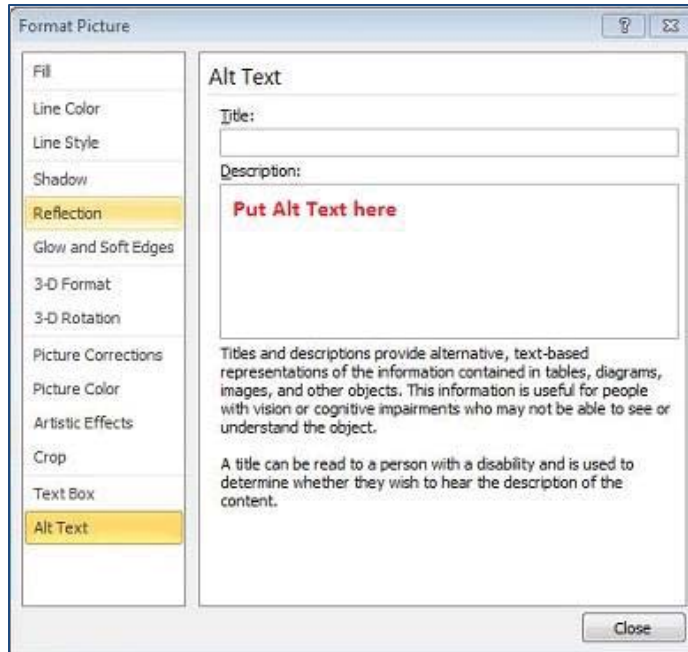 Format Picture
Fill
Line Color
Line Style
Shadow
Reflection
Glow and Soft Edges
3-D Format
3-D Rotation
Picture Corrections
Picture Color
Artistic Effects
Crop
Text Box
Alt Text
Alt Text
Title:
Description:
Put Alt Text here
Titles and descriptions provide alternative, text-based
representations of the information contained in tables, diagrams,
images, and other objects. This information is useful for people
with vision or cognitive impairments who may not be able to see or
understand the object.
A title can be read to a person with a disability and is used to
determine whether they wish to hear the description of the
content.
Close